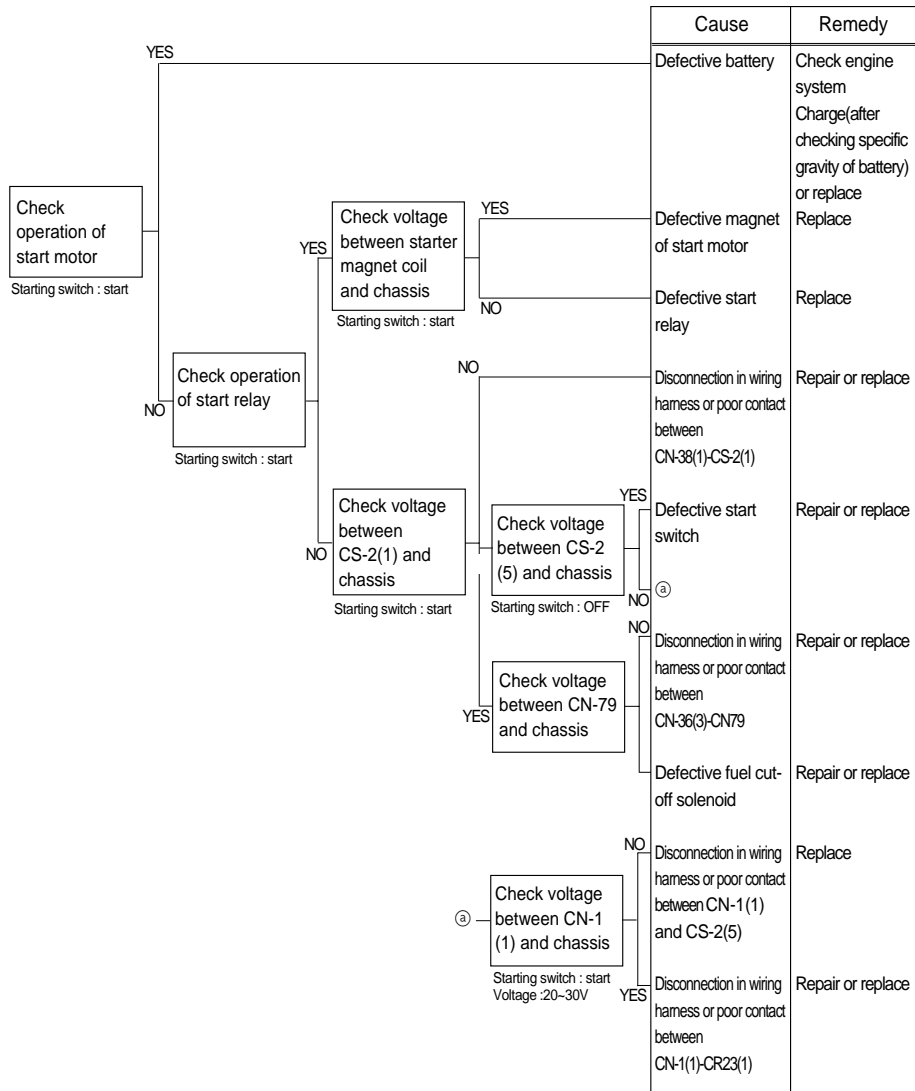 Cause
Remedy
YES
Defective battery
Check engine
system
Charge(after
checking specific
gravity of battery)
or replace
Check
operation of
start motor
Starting switch : start
YES
Check voltage
between starter
magnet coil
and chassis
Starting switch : start
YES
Defective magnet
of start motor
Replace
NO
Defective start
relay
Replace
NO
Check operation
of start relay
Starting switch : start
NO
Disconnection in wiring
harness or poor contact
between
CN-38(1)-CS-2(1)
Repair or replace
NO
Check voltage
between
CS-2(1) and
chassis
Starting switch : start
Check voltage
between CS-2
(5) and chassis
Starting switch : OFF
YES
Defective start
switch
Repair or replace
NO
ⓐ
YES
Check voltage
between CN-79
and chassis
NO
Disconnection in wiring
harness or poor contact
between
CN-36(3)-CN79
Repair or replace
Defective fuel cut-
off solenoid
Repair or replace
ⓐ
Check voltage
between CN-1
(1) and chassis
Starting switch : start
Voltage :20~30V
NO
Disconnection in wiring
harness or poor contact
between CN-1(1)
and CS-2(5)
Replace
YES
Disconnection in wiring
harness or poor contact
between
CN-1(1)-CR23(1)
Repair or replace